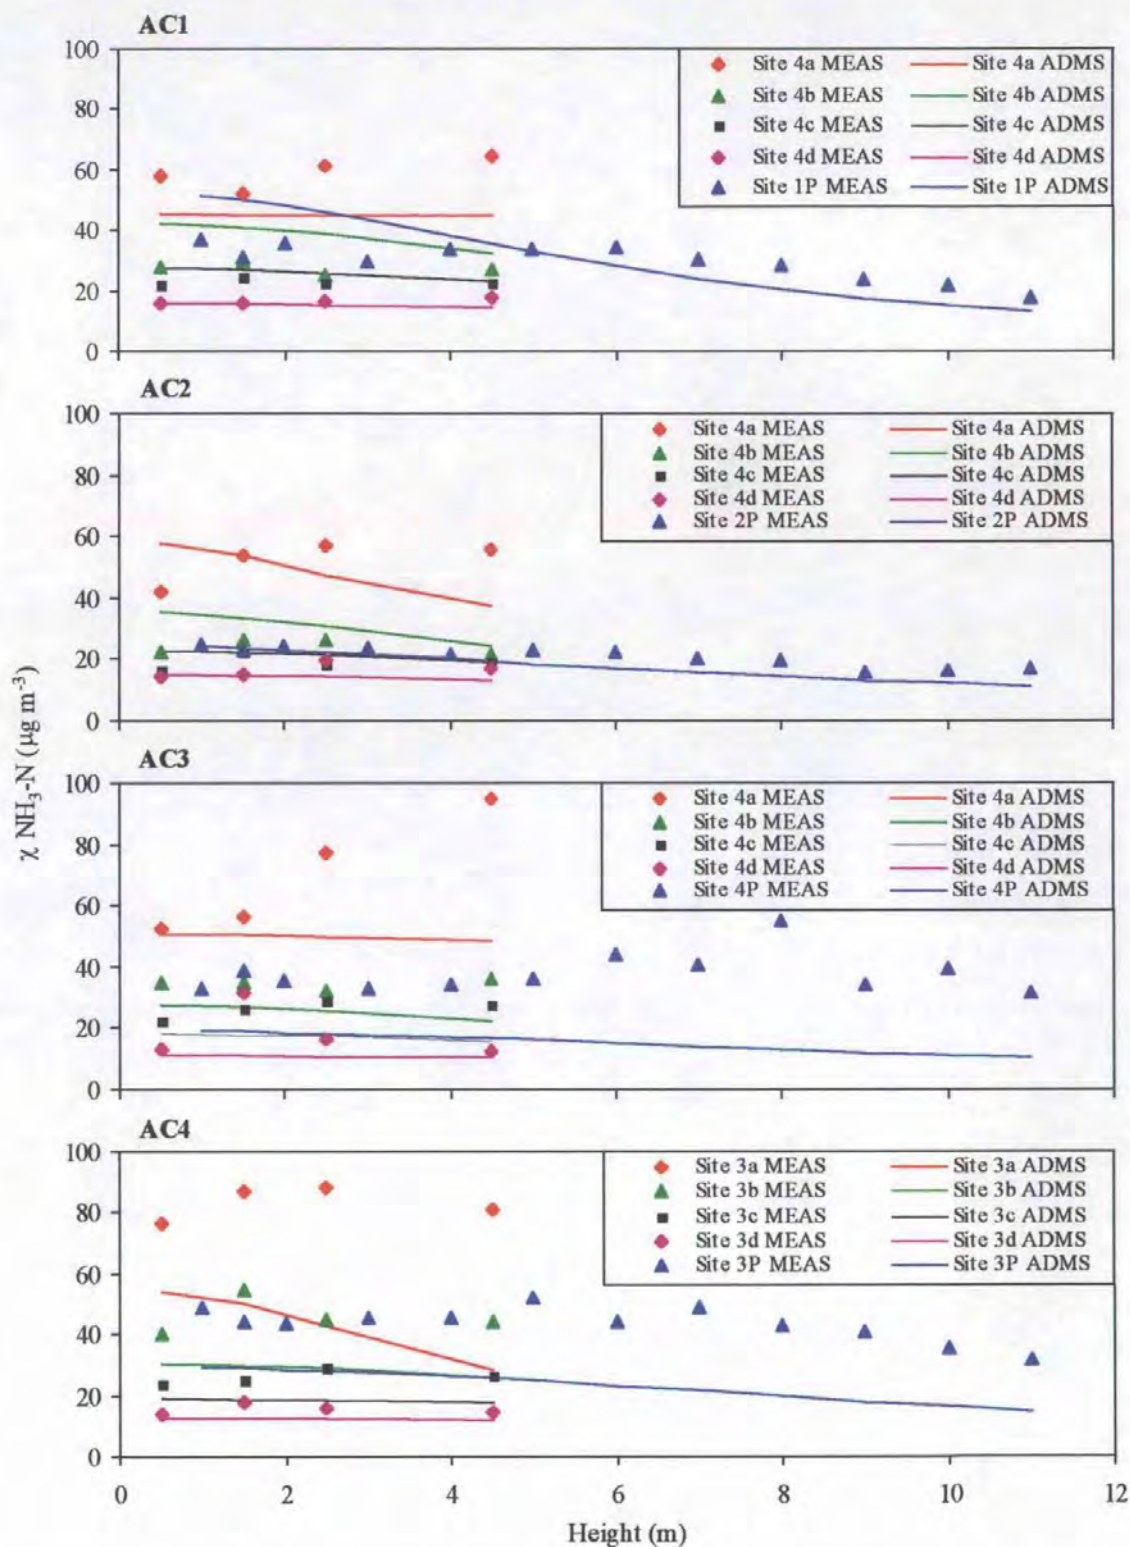 AC1
100
80
60
40
20
0
Site 4a MEAS Site 4a ADMS
Site 4b MEAS Site 4b ADMS
Site 4c MEAS Site 4c ADMS
Site 4d MEAS Site 4d ADMS
Site 1P MEAS Site 1P ADMS
AC2
100
80
60
40
20
0
Site 4a MEAS Site 4a ADMS
Site 4b MEAS Site 4b ADMS
Site 4c MEAS Site 4c ADMS
Site 4d MEAS Site 4d ADMS
Site 2P MEAS Site 2P ADMS
χ NH₃-N (µg m⁻³)
AC3
100
80
60
40
20
0
Site 4a MEAS Site 4a ADMS
Site 4b MEAS Site 4b ADMS
Site 4c MEAS Site 4c ADMS
Site 4d MEAS Site 4d ADMS
Site 4P MEAS Site 4P ADMS
AC4
100
80
60
40
20
0
Site 3a MEAS Site 3a ADMS
Site 3b MEAS Site 3b ADMS
Site 3c MEAS Site 3c ADMS
Site 3d MEAS Site 3d ADMS
Site 3P MEAS Site 3P ADMS
0 2 4 6 8 10 12
Height (m)